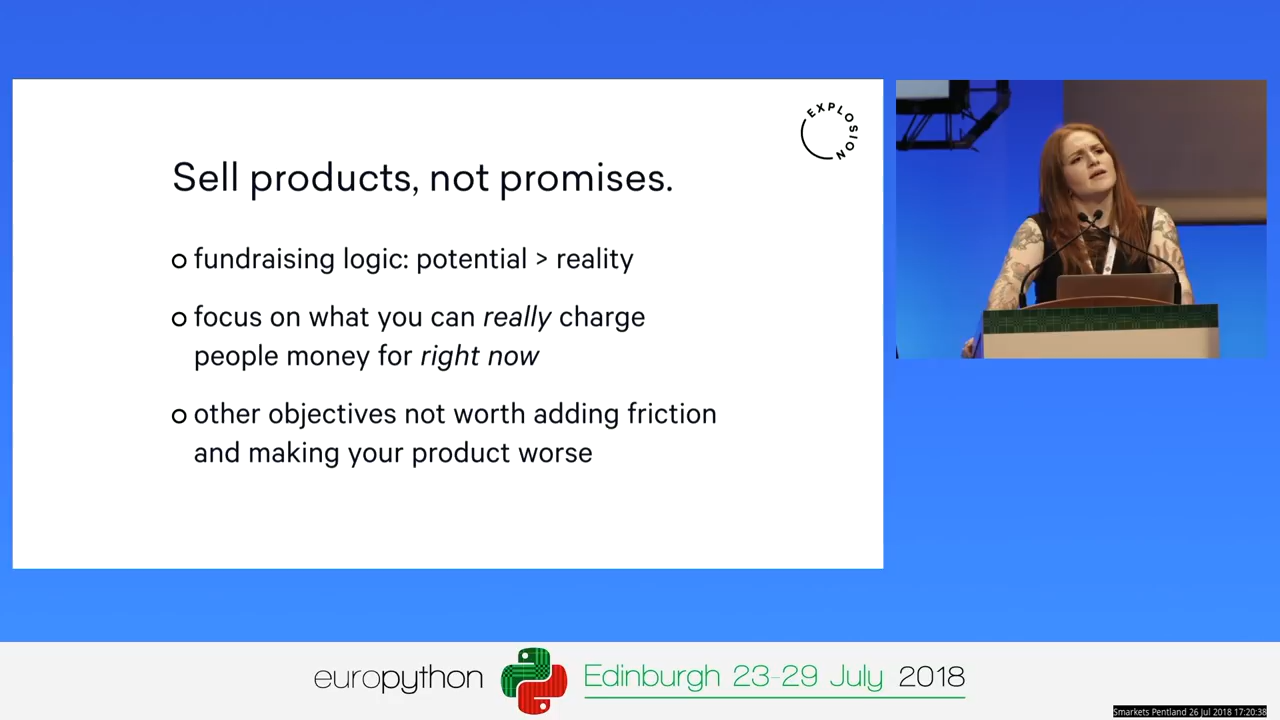 EXPLOSION
Sell products, not promises.
o fundraising logic: potential > reality
o focus on what you can really charge
people money for right now
o other objectives not worth adding friction
and making your product worse
europython
Edinburgh 23-29 July 2018
Smarkets Pentland 26 Jul 2018 17:20:38